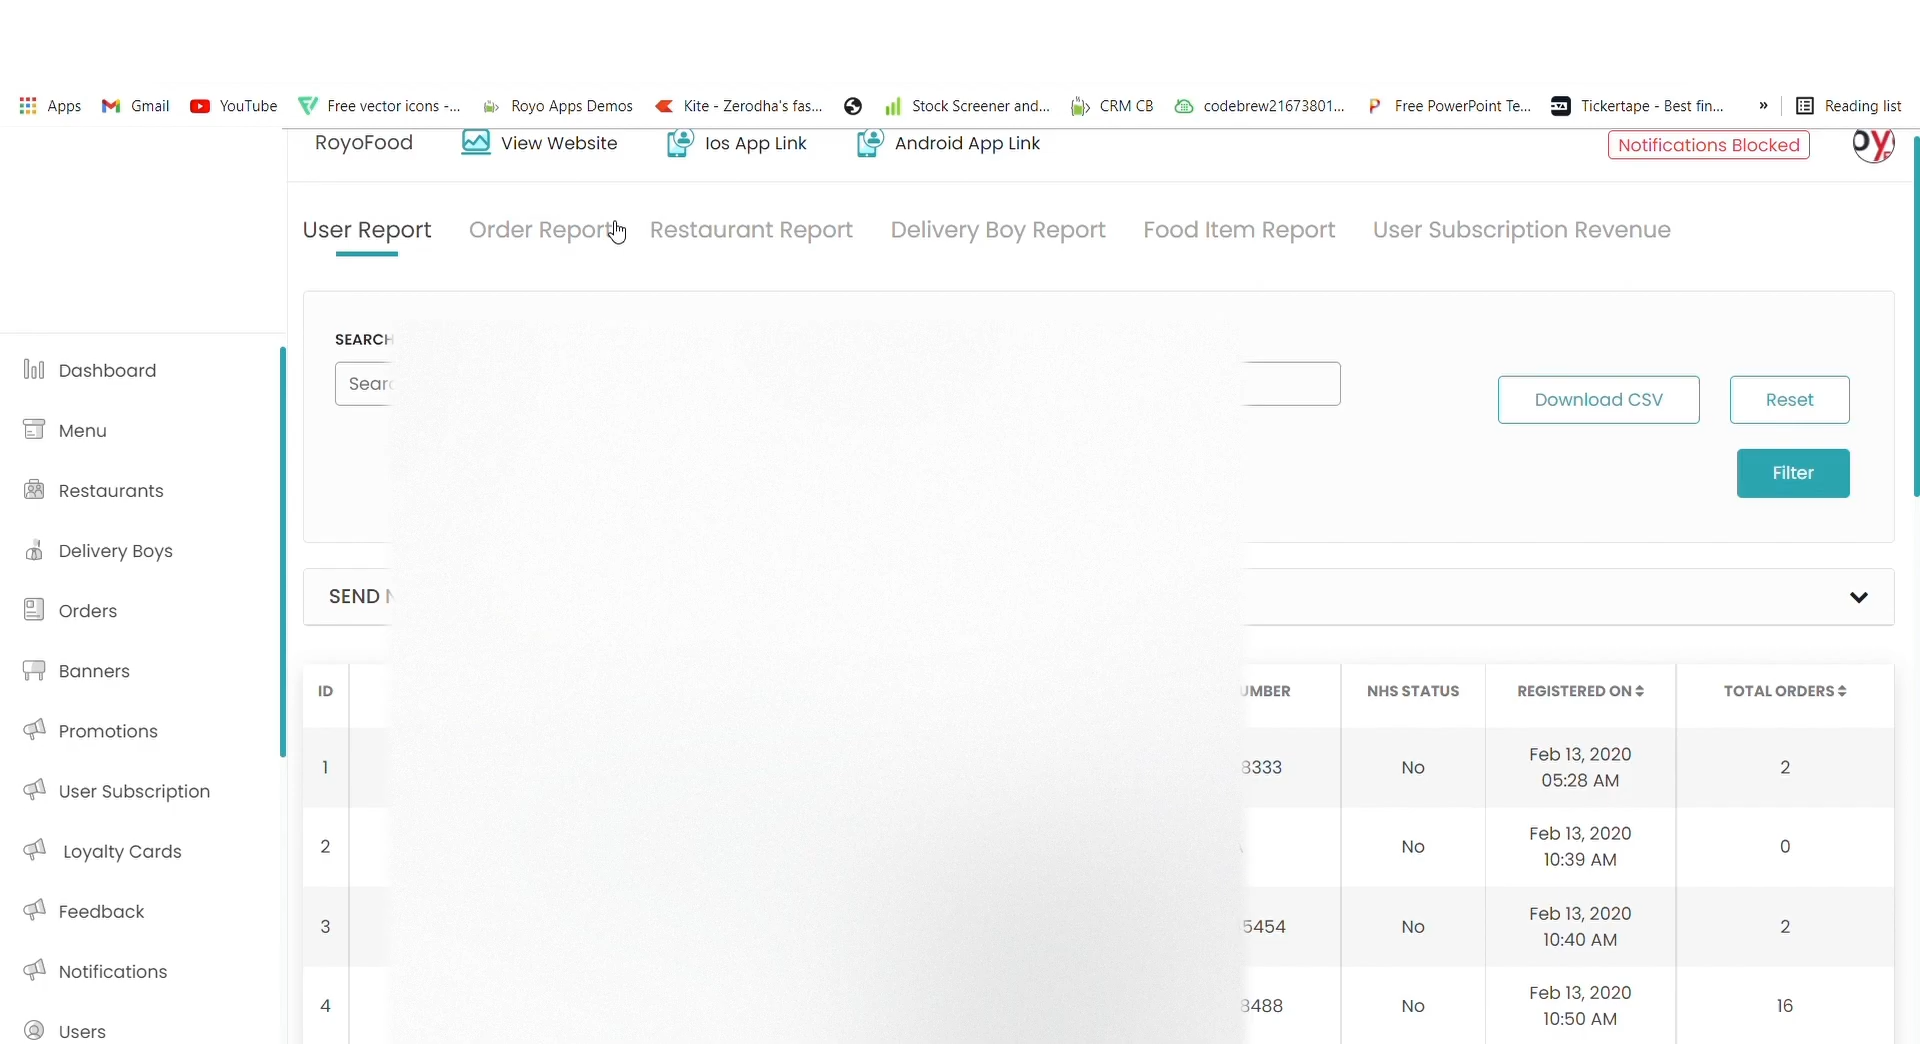 Apps Gmail YouTube Free vector icons -... Royo Apps Demos Kite - Zerodha's fas... Stock Screener and... CRM CB codebrew21673801... Free PowerPoint Te... Tickertape - Best fin... » Reading list
RoyoFood View Website Ios App Link Android App Link Notifications Blocked
User Report Order Report Restaurant Report Delivery Boy Report Food Item Report User Subscription Revenue
SEARCH
Download CSV Reset
Filter
SEND
Dashboard
Menu
Restaurants
Delivery Boys
Orders
Banners
Promotions
User Subscription
Loyalty Cards
Feedback
Notifications
Users
ID UMBER NHS STATUS REGISTERED ON TOTAL ORDERS
1 8333 No Feb 13, 2020 05:28 AM 2
2 No Feb 13, 2020 10:39 AM 0
3 5454 No Feb 13, 2020 10:40 AM 2
4 8488 No Feb 13, 2020 10:50 AM 16